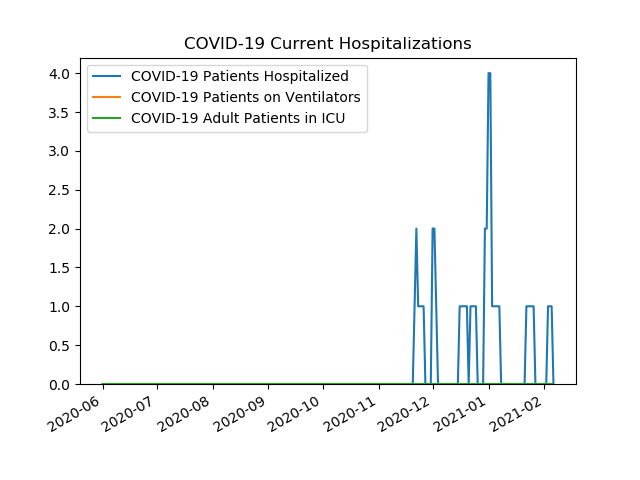 COVID-19 Current Hospitalizations
COVID-19 Patients Hospitalized
COVID-19 Patients on Ventilators
COVID-19 Adult Patients in ICU
4.0
3.5
3.0
2.5
2.0
1.5
1.0
0.5
0.0
2020-06 2020-07 2020-08 2020-09 2020-10 2020-11 2020-12 2021-01 2021-02